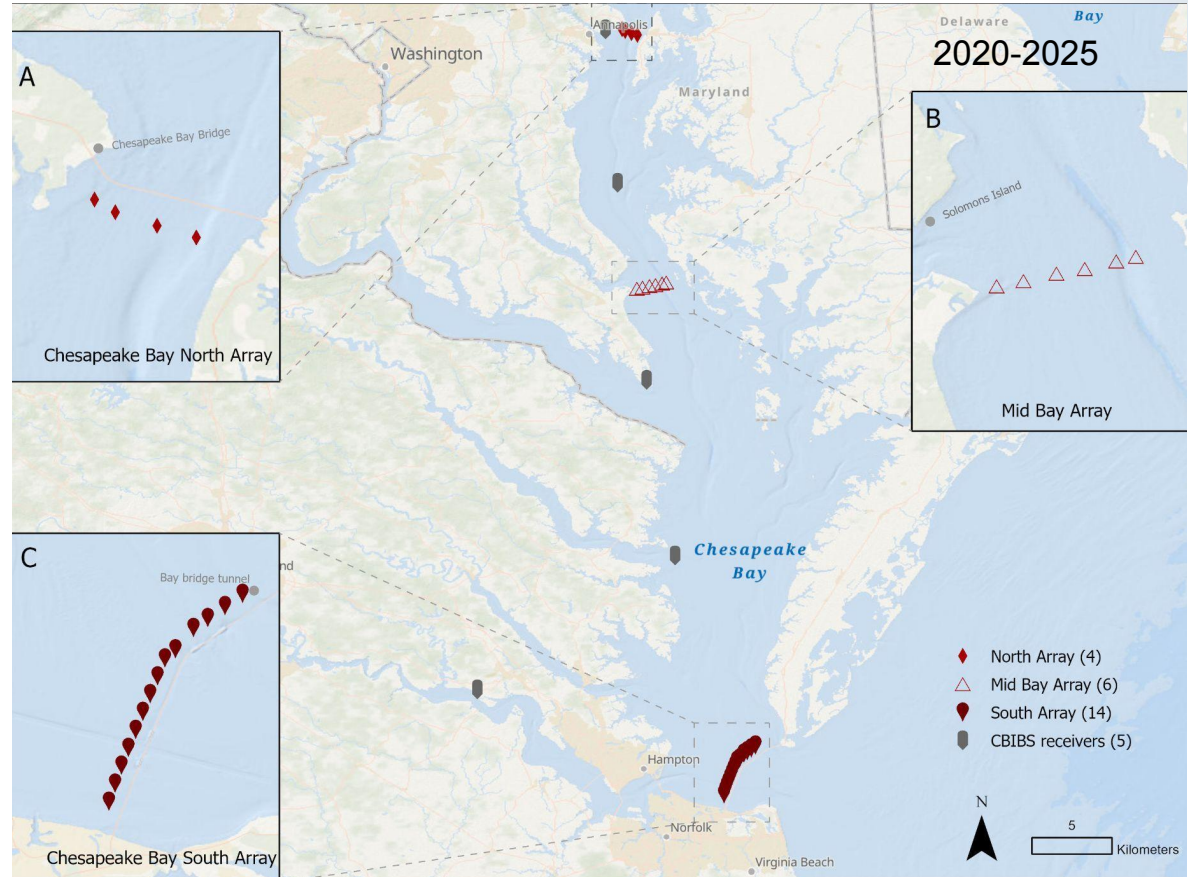 Bay
Delaware
2020-2025
Annapolis
Washington
Maryland
A
Chesapeake Bay Bridge
Chesapeake Bay North Array
B
Solomons Island
Mid Bay Array
Chesapeake
Bay
C
Bay bridge tunnel
nd
Chesapeake Bay South Array
Hampton
Norfolk
Virginia Beach
North Array (4)
Mid Bay Array (6)
South Array (14)
CBIBS receivers (5)
N
5
Kilometers